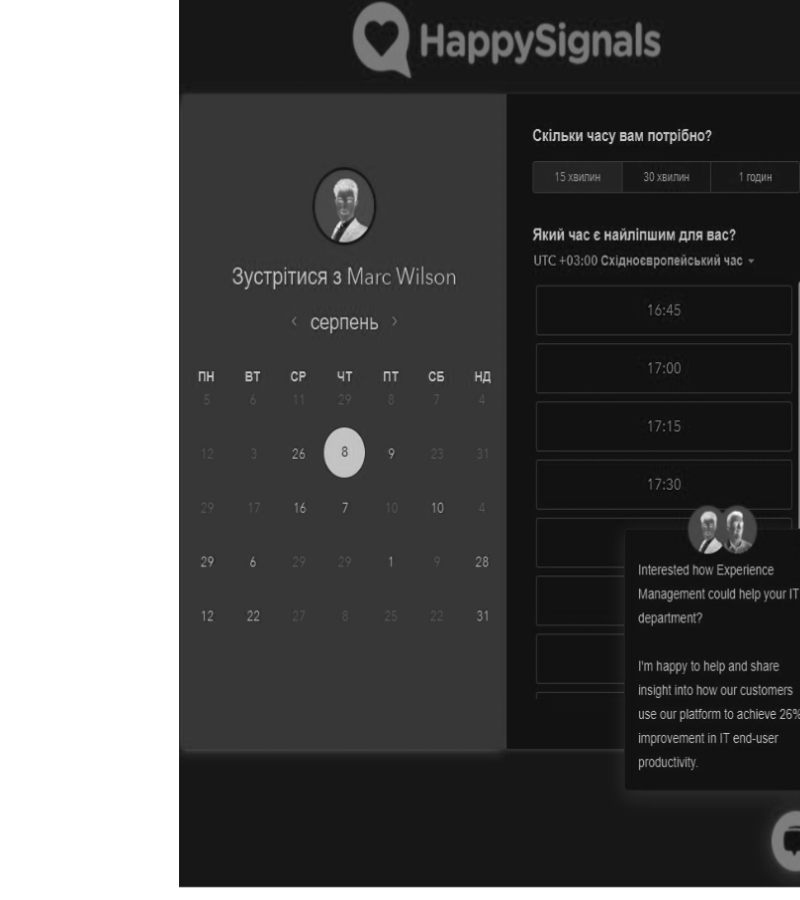 HappySignals
Зустрітися з Marc Wilson
серпень
ПН ВТ СР ЧТ ПТ СБ НД
5 6 11 29 8 7 4
12 3 26 8 9 23 31
29 17 16 7 10 10 4
29 6 29 29 1 9 28
12 22 27 8 25 22 31
Скільки часу вам потрібно?
15 хвилин 30 хвилин 1 годин
Який час є найліпшим для вас?
UTC +03:00 Східноєвропейський час
16:45
17:00
17:15
17:30
Interested how Experience
Management could help your IT
department?
I'm happy to help and share
insight into how our customers
use our platform to achieve 26%
improvement in IT end-user
productivity.